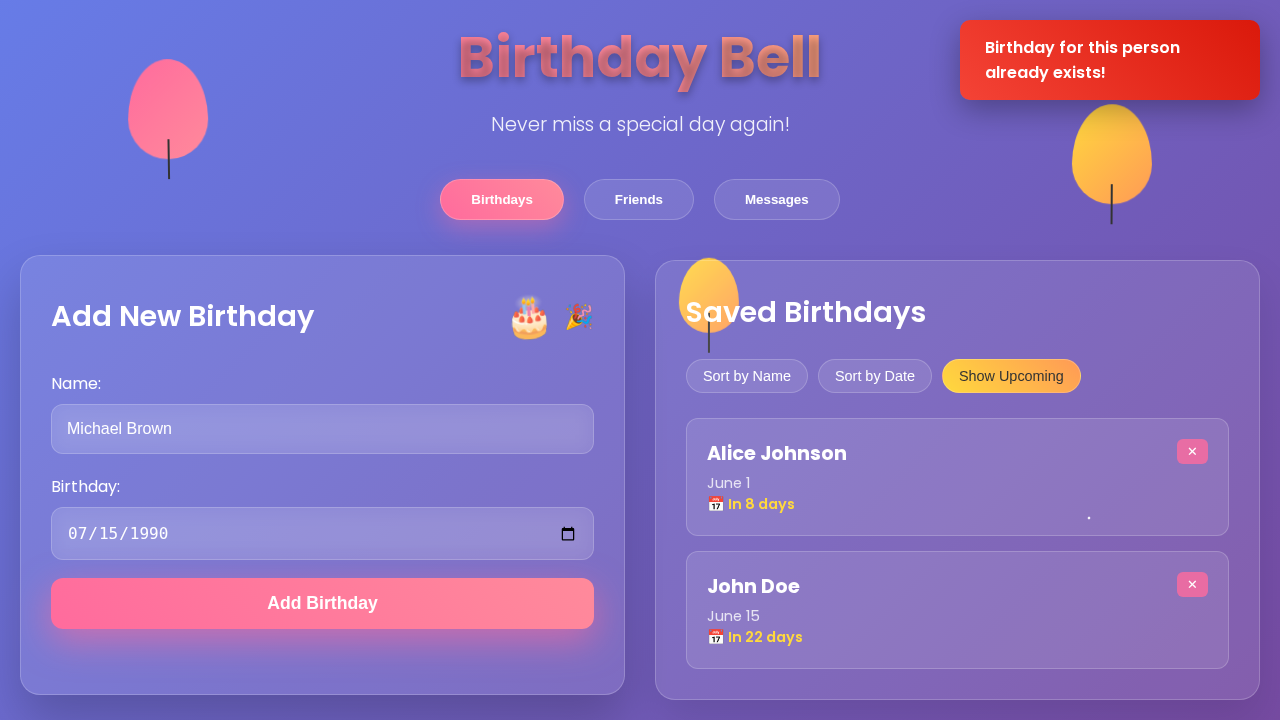 Birthday Bell
Never miss a special day again!
Birthday for this person
already exists!
Birthdays
Friends
Messages
Add New Birthday
Name:
Michael Brown
Birthday:
07/15/1990
Add Birthday
Saved Birthdays
Sort by Name
Sort by Date
Show Upcoming
Alice Johnson
×
June 1
📅 In 8 days
John Doe
×
June 15
📅 In 22 days